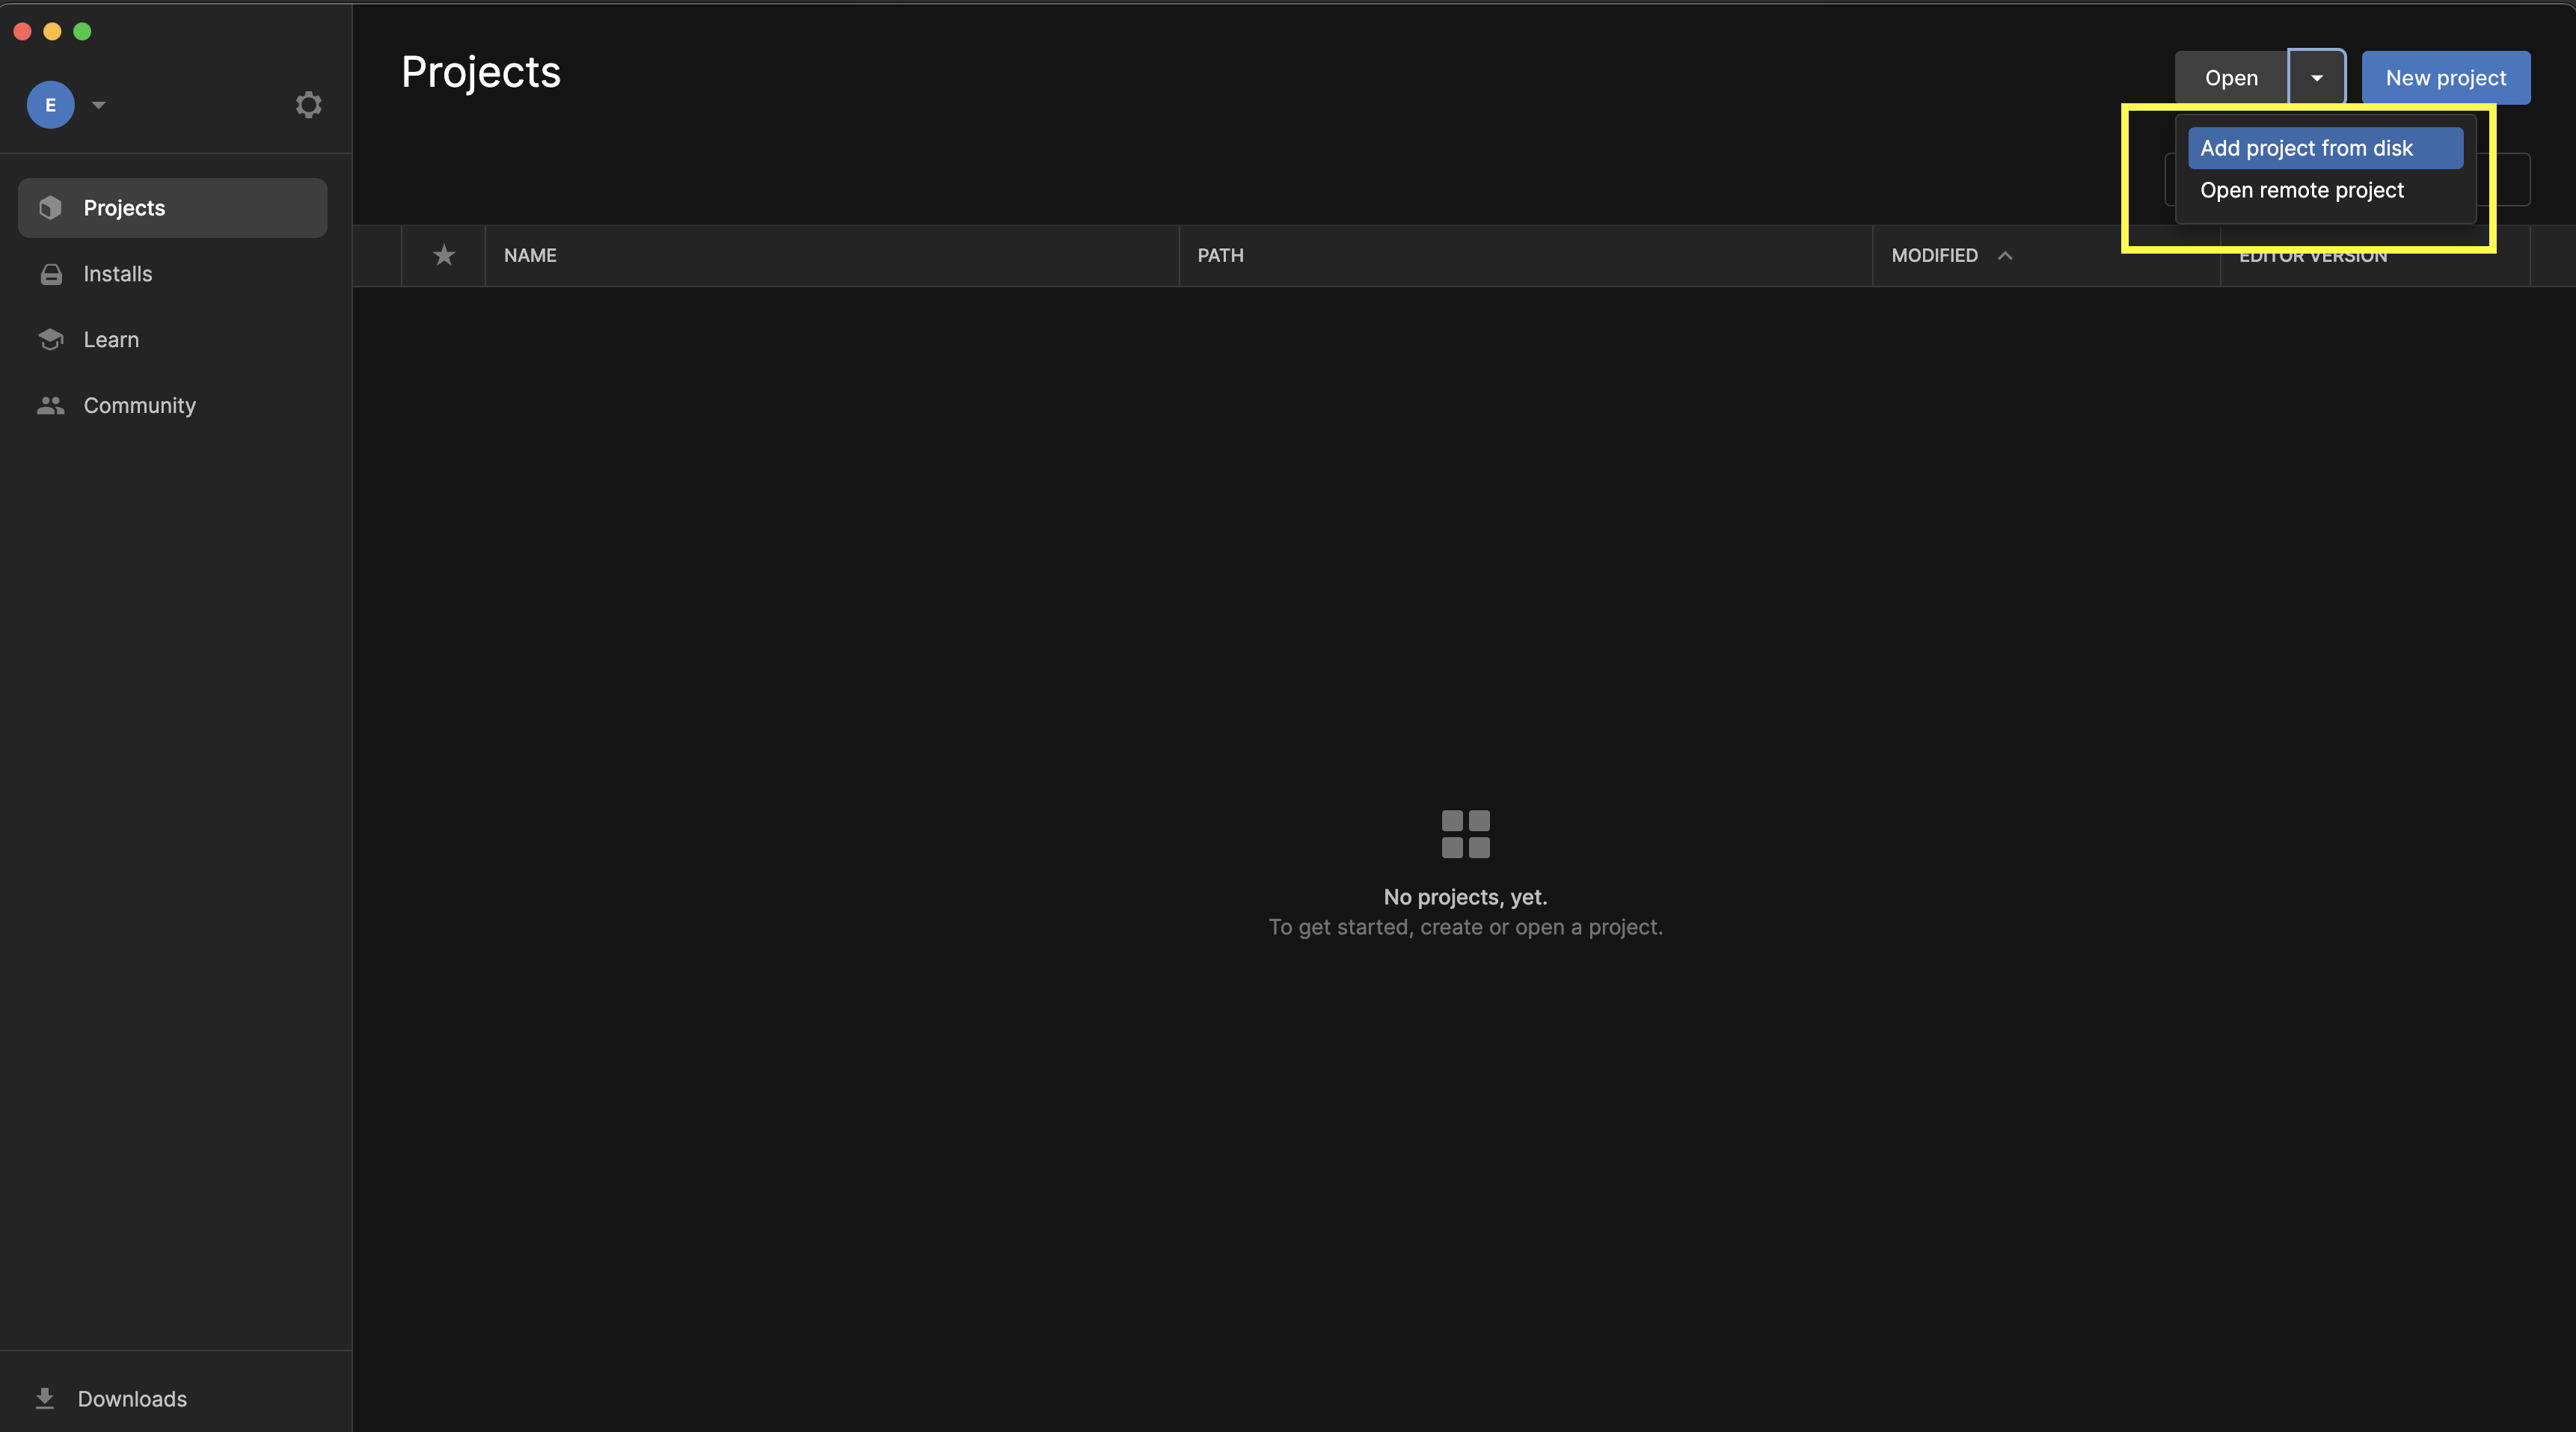 E
Projects
Installs
Learn
Community
Downloads
Projects
Open
New project
Add project from disk
Open remote project
NAME
PATH
MODIFIED
EDITOR VERSION
No projects, yet.
To get started, create or open a project.